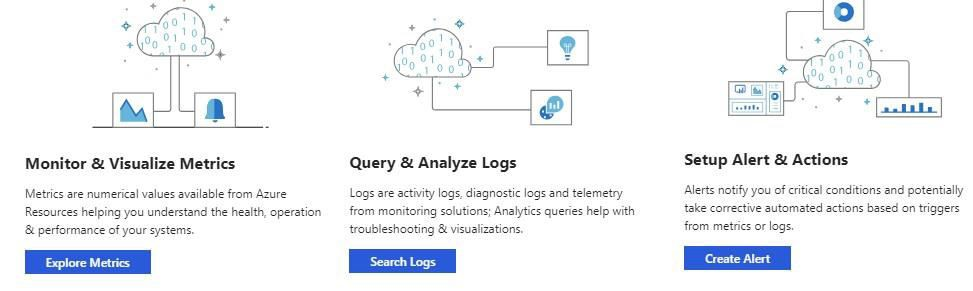 Monitor & Visualize Metrics
Metrics are numerical values available from Azure
Resources helping you understand the health, operation
& performance of your systems.
Explore Metrics
Query & Analyze Logs
Logs are activity logs, diagnostic logs and telemetry
from monitoring solutions; Analytics queries help with
troubleshooting & visualizations.
Search Logs
Setup Alert & Actions
Alerts notify you of critical conditions and potentially
take corrective automated actions based on triggers
from metrics or logs.
Create Alert